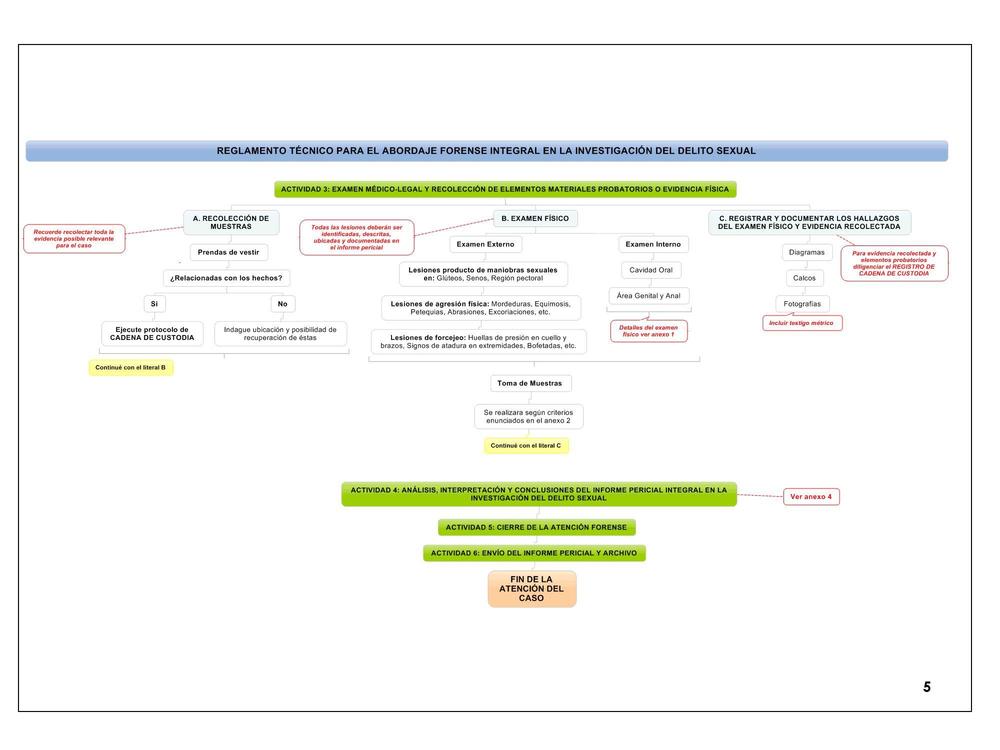 REGLAMENTO TÉCNICO PARA EL ABORDAJE FORENSE INTEGRAL EN LA INVESTIGACIÓN DEL DELITO SEXUAL
ACTIVIDAD 3: EXAMEN MÉDICO-LEGAL Y RECOLECCIÓN DE ELEMENTOS MATERIALES PROBATORIOS O EVIDENCIA FÍSICA
A. RECOLECCIÓN DE
MUESTRAS
Recuerde recolectar toda la
evidencia posible relevante
para el caso
Prendas de vestir
¿Relacionadas con los hechos?
Si
No
Ejecute protocolo de
CADENA DE CUSTODIA
Indague ubicación y posibilidad de
recuperación de éstas
Continué con el literal B
B. EXAMEN FÍSICO
Todas las lesiones deberán ser
identificadas, descritas,
ubicadas y documentadas en
el informe pericial
Examen Externo
Lesiones producto de maniobras sexuales
en: Glúteos, Senos, Región pectoral
Lesiones de agresión física: Mordeduras, Equimosis,
Petequias, Abrasiones, Excoriaciones, etc.
Lesiones de forcejeo: Huellas de presión en cuello y
brazos, Signos de atadura en extremidades, Bofetadas, etc.
Examen Interno
Cavidad Oral
Área Genital y Anal
Detalles del examen
físico ver anexo 1
Toma de Muestras
Se realizara según criterios
enunciados en el anexo 2
Continué con el literal C
C. REGISTRAR Y DOCUMENTAR LOS HALLAZGOS
DEL EXAMEN FÍSICO Y EVIDENCIA RECOLECTADA
Diagramas
Para evidencia recolectada y
elementos probatorios
diligenciar el REGISTRO DE
CADENA DE CUSTODIA
Calcos
Fotografías
Incluir testigo métrico
ACTIVIDAD 4: ANÁLISIS, INTERPRETACIÓN Y CONCLUSIONES DEL INFORME PERICIAL INTEGRAL EN LA
INVESTIGACIÓN DEL DELITO SEXUAL
Ver anexo 4
ACTIVIDAD 5: CIERRE DE LA ATENCIÓN FORENSE
ACTIVIDAD 6: ENVÍO DEL INFORME PERICIAL Y ARCHIVO
FIN DE LA
ATENCIÓN DEL
CASO
5